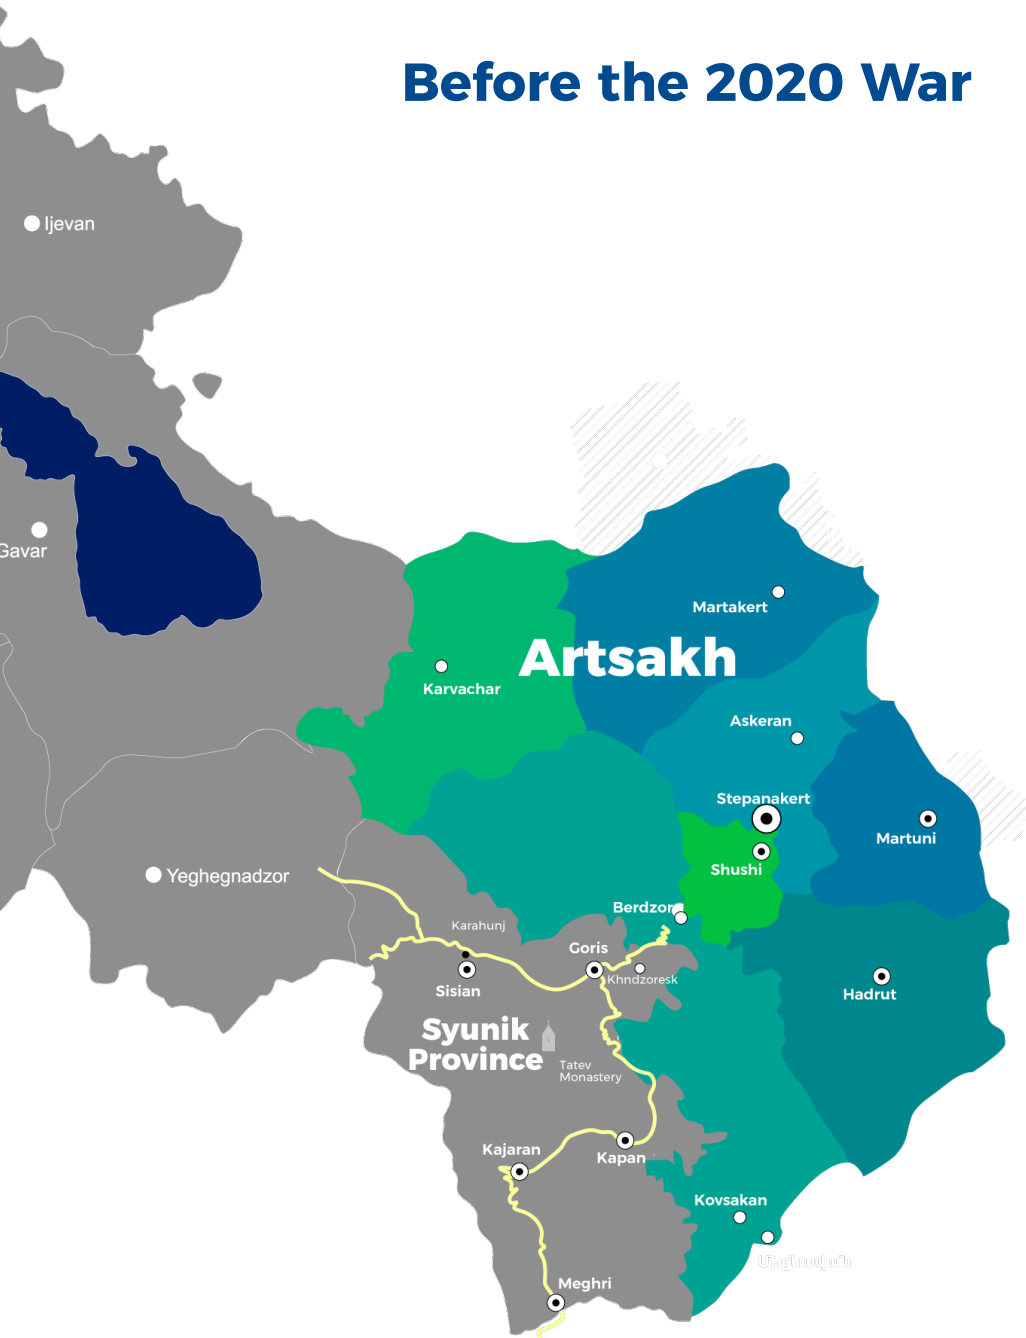 Before the 2020 War
Ijevan
Gavar
Martakert
Artsakh
Karvachar
Askeran
Stepanakert
Martuni
Shushi
Yeghegnadzor
Berdzor
Karahunj
Goris
Khndzoresk
Sisian
Hadrut
Syunik
Province
Tatev
Monastery
Kajaran
Kapan
Kovsakan
Միջնավան
Meghri